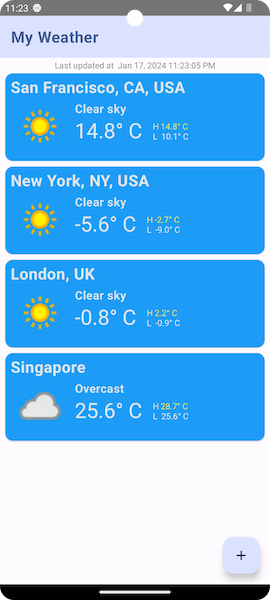 11:23
My Weather
Last updated at Jan 17, 2024 11:23:05 PM
San Francisco, CA, USA
Clear sky
14.8° C
H 14.8° C
L 10.1° C
New York, NY, USA
Clear sky
-5.6° C
H -2.7° C
L -9.0° C
London, UK
Clear sky
-0.8° C
H 2.2° C
L -0.9° C
Singapore
Overcast
25.6° C
H 28.7° C
L 25.6° C
+